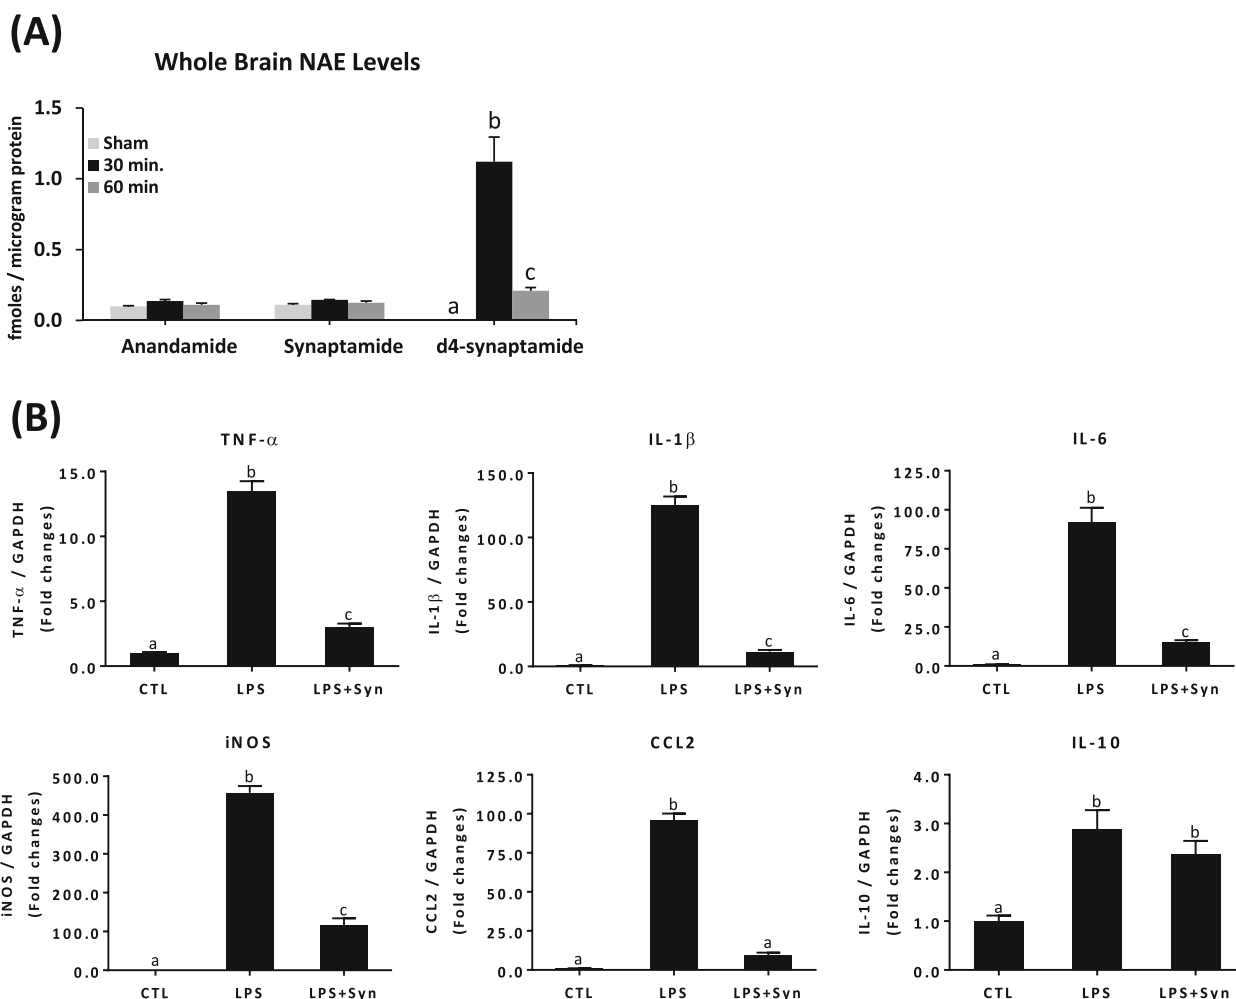 (A)
Whole Brain NAE Levels
fmoles / microgram protein
1.5
1.0
0.5
0.0
Sham
30 min.
60 min
a
b
c
Anandamide
Synaptamide
d4-synaptamide
(B)
TNF-α
TNF-α / GAPDH
(Fold changes)
15.0
10.0
5.0
0.0
a
b
c
CTL
LPS
LPS+Syn
IL-1β
IL-1β / GAPDH
(Fold changes)
150.0
100.0
50.0
0.0
a
b
c
CTL
LPS
LPS+Syn
IL-6
IL-6 / GAPDH
(Fold changes)
125.0
100.0
75.0
50.0
25.0
0.0
a
b
c
CTL
LPS
LPS+Syn
iNOS
iNOS / GAPDH
(Fold changes)
500.0
400.0
300.0
200.0
100.0
0.0
a
b
c
CTL
LPS
LPS+Syn
CCL2
CCL2 / GAPDH
(Fold changes)
125.0
100.0
75.0
50.0
25.0
0.0
a
b
a
CTL
LPS
LPS+Syn
IL-10
IL-10 / GAPDH
(Fold changes)
4.0
3.0
2.0
1.0
0.0
a
b
b
CTL
LPS
LPS+Syn